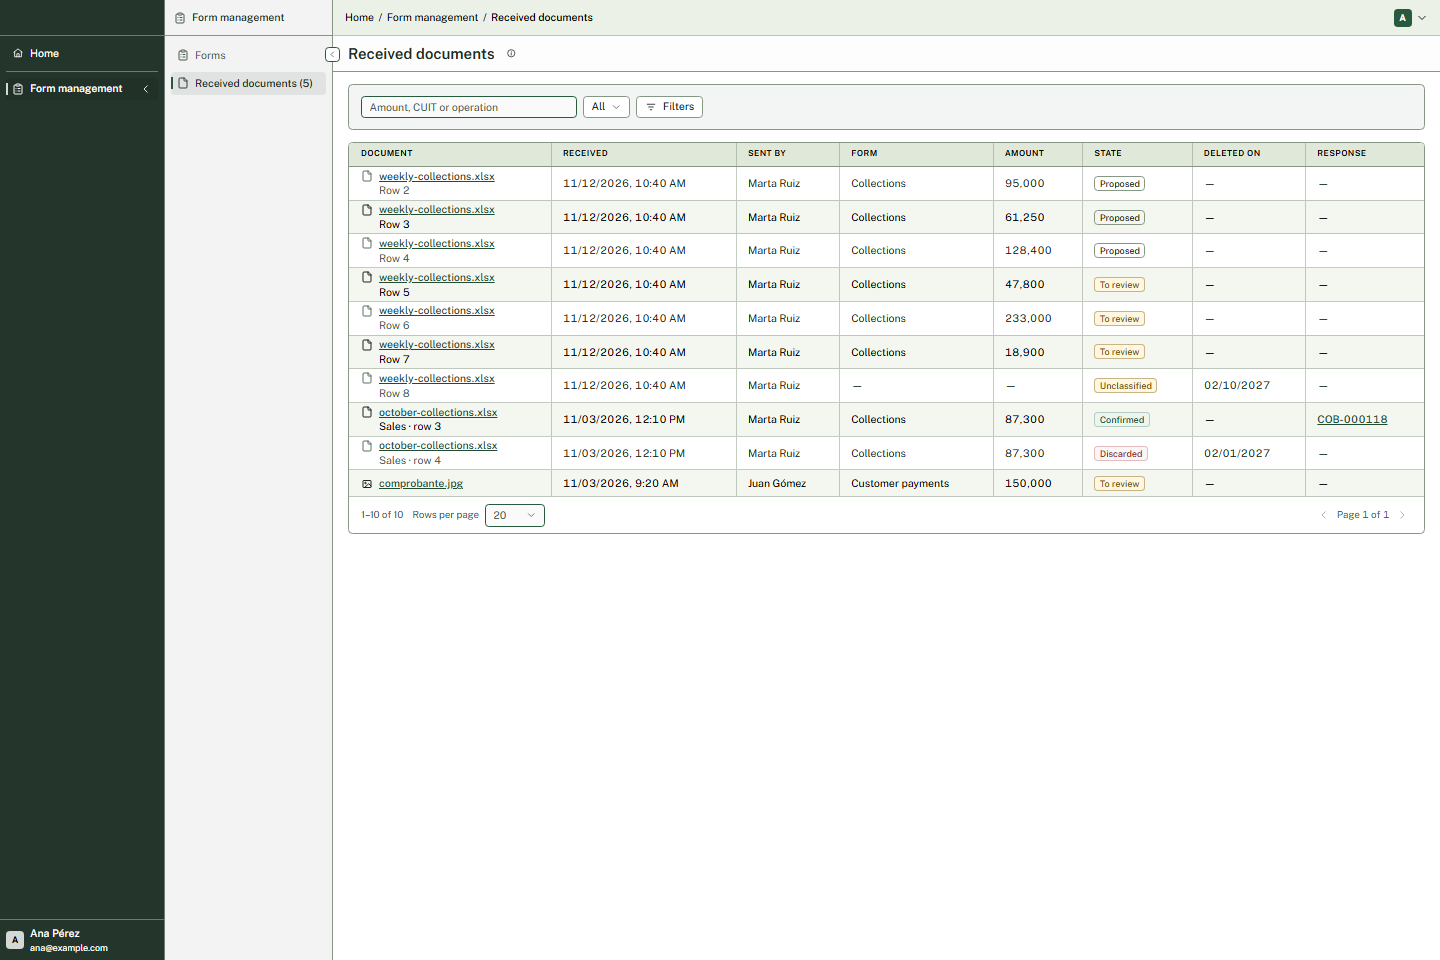 Form management
Home / Form management / Received documents
A
Home
Form management
Forms
Received documents (5)
Received documents
Amount, CUIT or operation
All
Filters
DOCUMENT RECEIVED SENT BY FORM AMOUNT STATE DELETED ON RESPONSE
weekly-collections.xlsx
Row 2
11/12/2026, 10:40 AM Marta Ruiz Collections 95,000 Proposed — —
weekly-collections.xlsx
Row 3
11/12/2026, 10:40 AM Marta Ruiz Collections 61,250 Proposed — —
weekly-collections.xlsx
Row 4
11/12/2026, 10:40 AM Marta Ruiz Collections 128,400 Proposed — —
weekly-collections.xlsx
Row 5
11/12/2026, 10:40 AM Marta Ruiz Collections 47,800 To review — —
weekly-collections.xlsx
Row 6
11/12/2026, 10:40 AM Marta Ruiz Collections 233,000 To review — —
weekly-collections.xlsx
Row 7
11/12/2026, 10:40 AM Marta Ruiz Collections 18,900 To review — —
weekly-collections.xlsx
Row 8
11/12/2026, 10:40 AM Marta Ruiz — — Unclassified 02/10/2027 —
october-collections.xlsx
Sales · row 3
11/03/2026, 12:10 PM Marta Ruiz Collections 87,300 Confirmed — COB-000118
october-collections.xlsx
Sales · row 4
11/03/2026, 12:10 PM Marta Ruiz Collections 87,300 Discarded 02/01/2027 —
comprobante.jpg 11/03/2026, 9:20 AM Juan Gómez Customer payments 150,000 To review — —
1–10 of 10 Rows per page 20 Page 1 of 1
A
Ana Pérez
ana@example.com